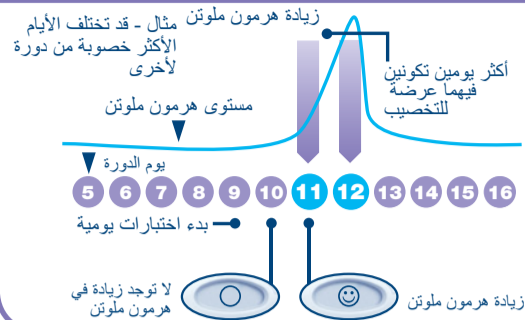 مثال - قد تختلف الأيام
الأكثر خصوبة من دورة
لأخرى
زيادة هرمون ملوتن
أكثر يومين تكونين
فيهما عرضة
للتخصيب
مستوى هرمون ملوتن
يوم الدورة
5 6 7 8 9 10 11 12 13 14 15 16
بدء اختبارات يومية
لا توجد زيادة في
هرمون ملوتن
زيادة هرمون ملوتن